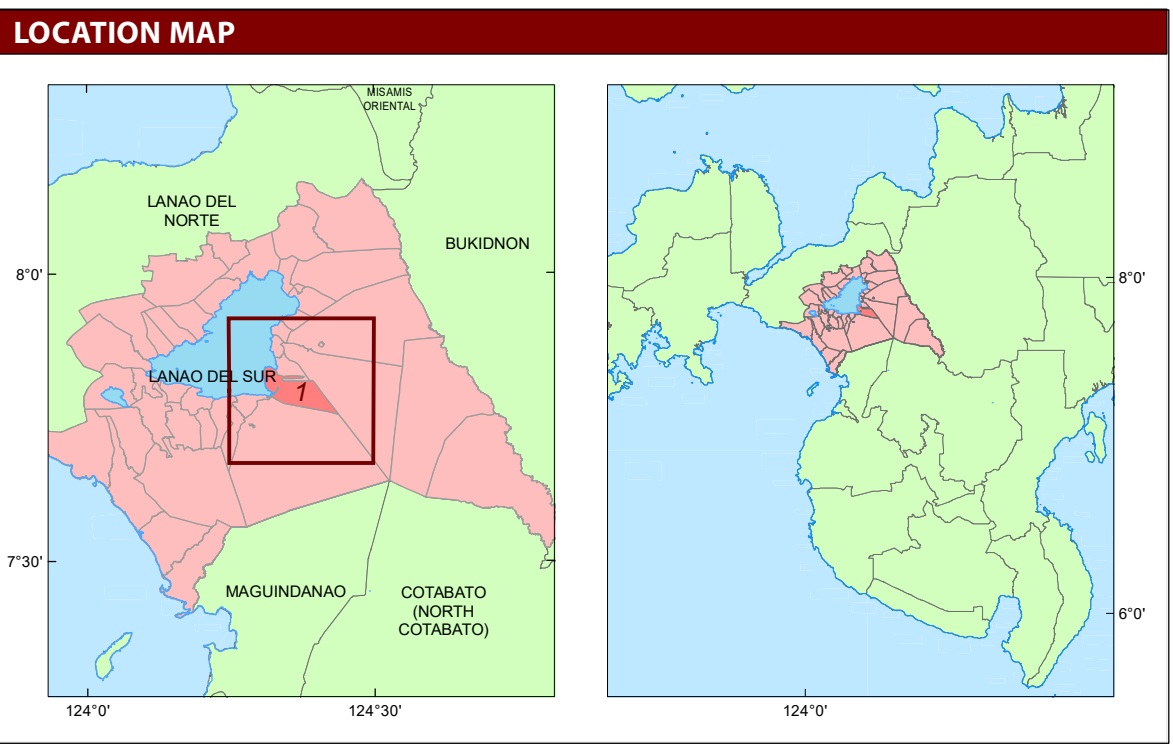 LOCATION MAP
MISAMIS
ORIENTAL
LANAO DEL
NORTE
BUKIDNON
8°0'
LANAO DEL SUR
1
7°30'
MAGUINDANAO
COTABATO
(NORTH
COTABATO)
124°0'
124°30'
8°0'
6°0'
124°0'